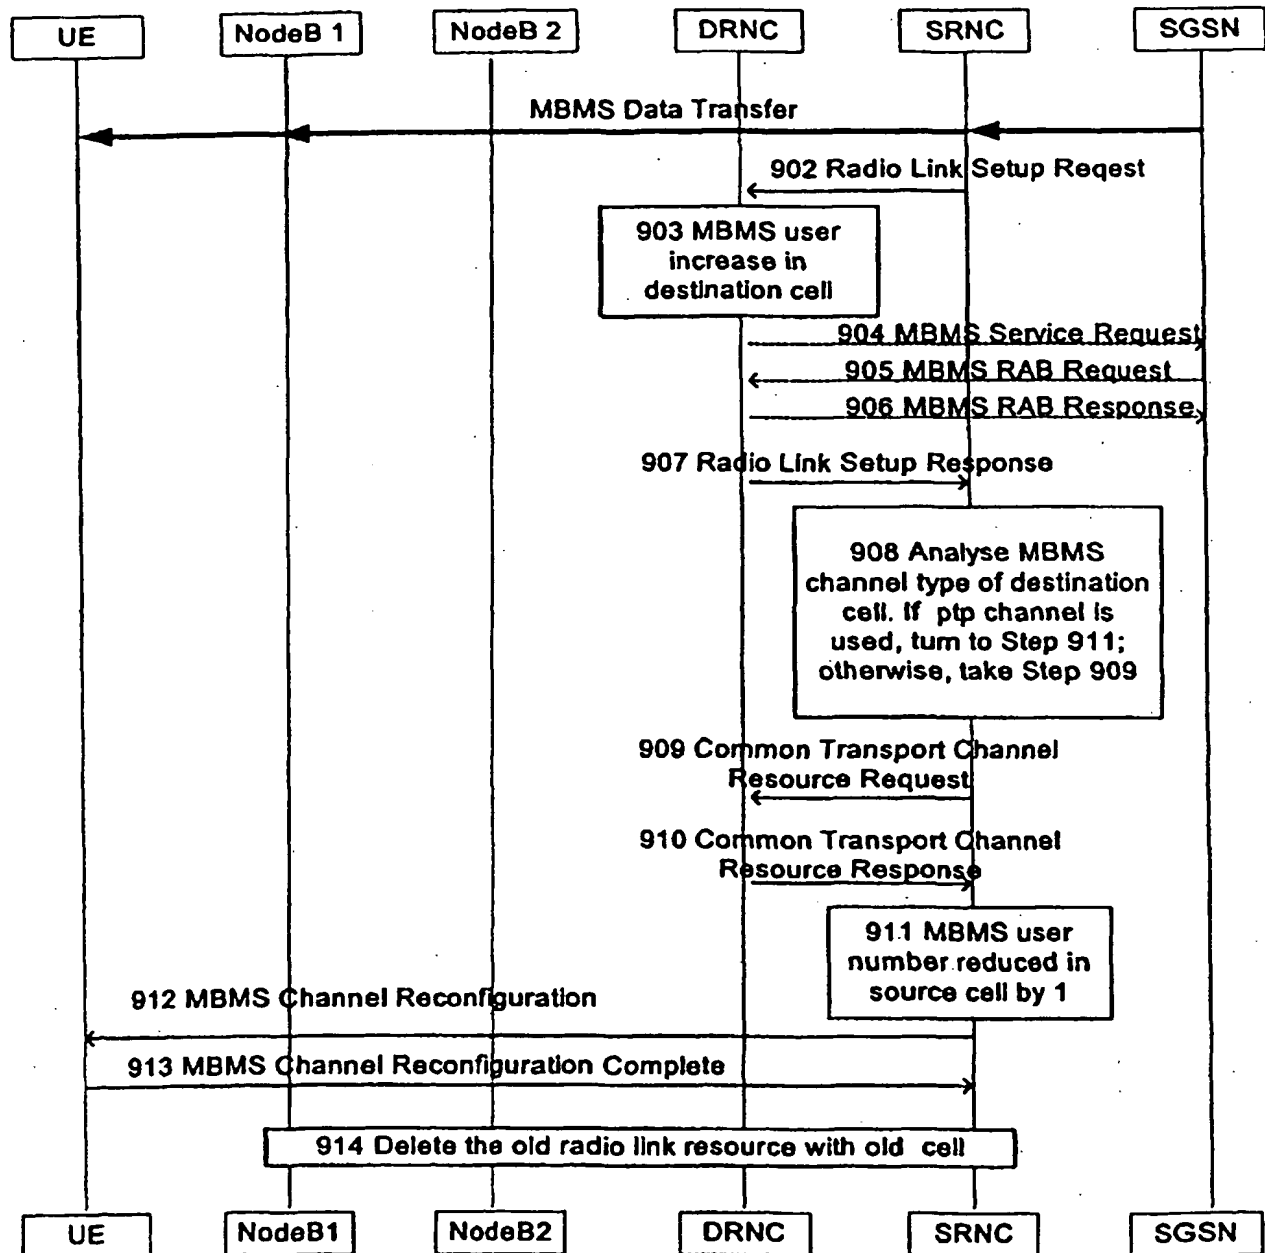 UE
NodeB 1
NodeB 2
DRNC
SRNC
SGSN
MBMS Data Transfer
902 Radio Link Setup Reqest
903 MBMS user
increase in
destination cell
904 MBMS Service Request
905 MBMS RAB Request
906 MBMS RAB Response
907 Radio Link Setup Response
908 Analyse MBMS
channel type of destination
cell. If ptp channel is
used, turn to Step 911;
otherwise, take Step 909
909 Common Transport Channel
Resource Request
910 Common Transport Channel
Resource Response
911 MBMS user
number reduced in
source cell by 1
912 MBMS Channel Reconfiguration
913 MBMS Channel Reconfiguration Complete
914 Delete the old radio link resource with old cell
UE
NodeB1
NodeB2
DRNC
SRNC
SGSN